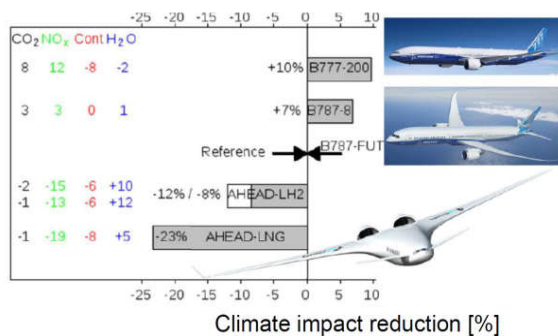 -25 -20 -15 -10 -5 0 5 10
CO2 NOx Cont H2O
8 12 -8 -2
+10% B777-200
3 3 0 1
+7% B787-8
Reference B787-FUT
-2 -15 -6 +10
-1 -13 -6 +12
-12% / -8% AHEAD-LH2
-1 -19 -8 +5
-23% AHEAD-LNG
-25 -20 -15 -10 -5 0 5 10
Climate impact reduction [%]